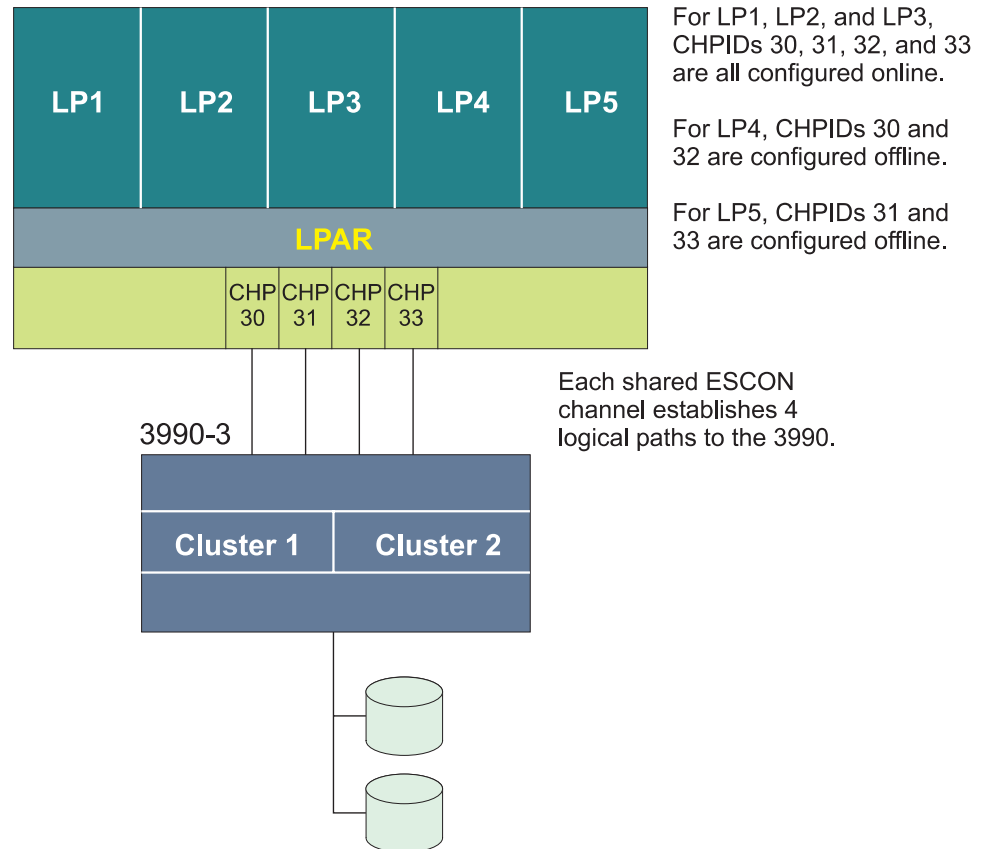 For LP1, LP2, and LP3,
CHPIDs 30, 31, 32, and 33
are all configured online.
For LP4, CHPIDs 30 and
32 are configured offline.
For LP5, CHPIDs 31 and
33 are configured offline.
LP1 LP2 LP3 LP4 LP5
LPAR
CHP CHP CHP CHP
30 31 32 33
Each shared ESCON
channel establishes 4
logical paths to the 3990.
3990-3
Cluster 1 Cluster 2